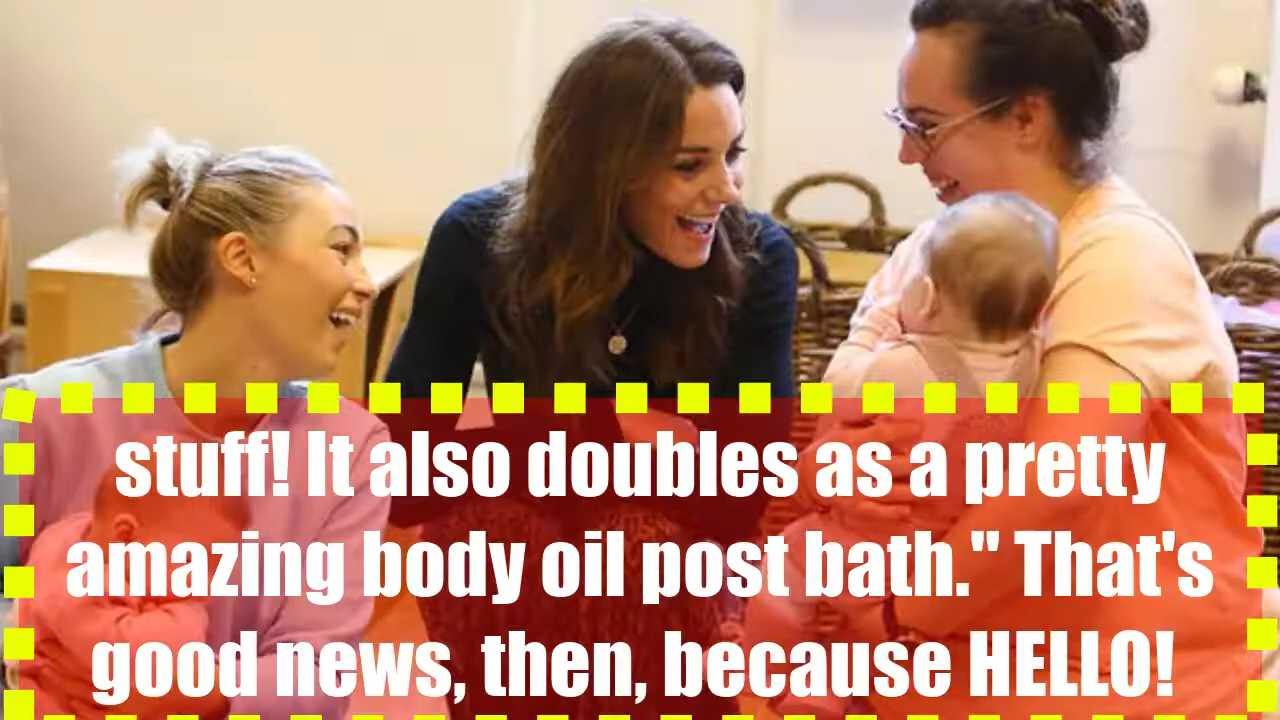 stuff! It also doubles as a pretty
amazing body oil post bath." That's
good news, then, because HELLO!